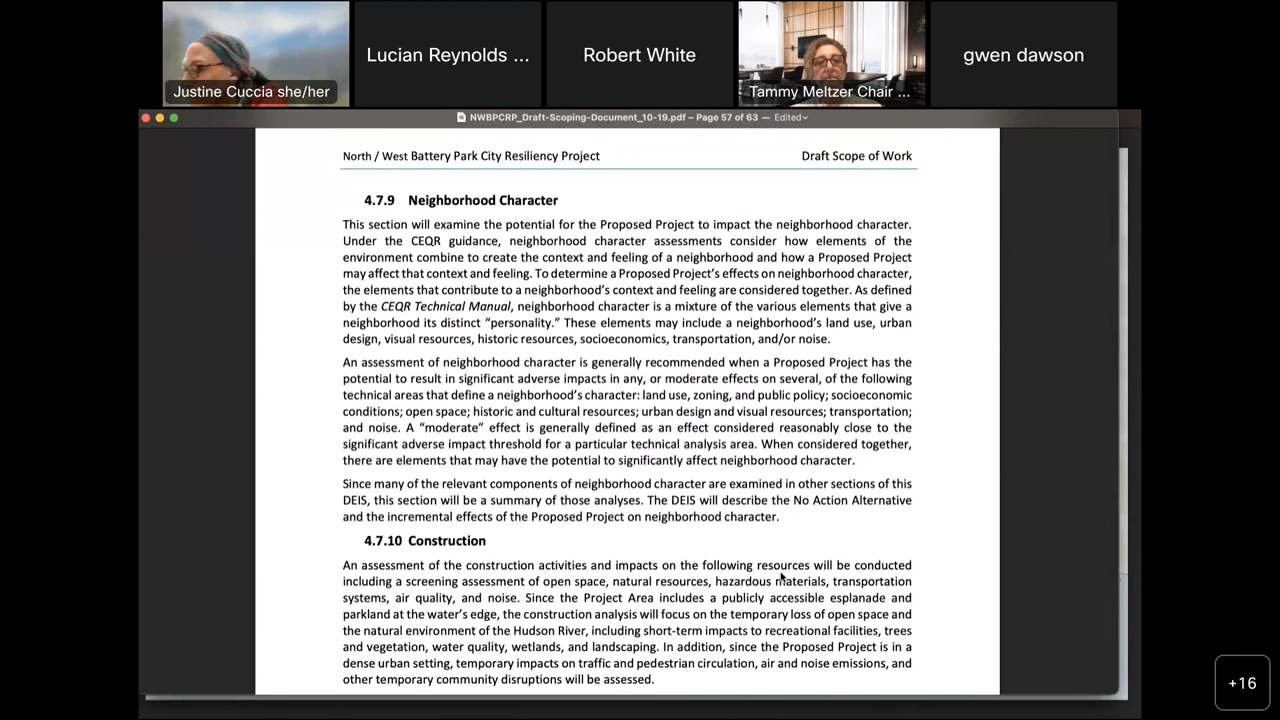 Lucian Reynolds ...
Robert White
gwen dawson
Justine Cuccia she/her
Tammy Meltzer Chair ...
NWBPCRP_Draft-Scoping-Document_10-19.pdf – Page 57 of 63 — Edited
North / West Battery Park City Resiliency Project Draft Scope of Work
4.7.9 Neighborhood Character
This section will examine the potential for the Proposed Project to impact the neighborhood character.
Under the CEQR guidance, neighborhood character assessments consider how elements of the
environment combine to create the context and feeling of a neighborhood and how a Proposed Project
may affect that context and feeling. To determine a Proposed Project's effects on neighborhood character,
the elements that contribute to a neighborhood's context and feeling are considered together. As defined
by the CEQR Technical Manual, neighborhood character is a mixture of the various elements that give a
neighborhood its distinct "personality." These elements may include a neighborhood's land use, urban
design, visual resources, historic resources, socioeconomics, transportation, and/or noise.
An assessment of neighborhood character is generally recommended when a Proposed Project has the
potential to result in significant adverse impacts in any, or moderate effects on several, of the following
technical areas that define a neighborhood's character: land use, zoning, and public policy; socioeconomic
conditions; open space; historic and cultural resources; urban design and visual resources; transportation;
and noise. A "moderate" effect is generally defined as an effect considered reasonably close to the
significant adverse impact threshold for a particular technical analysis area. When considered together,
there are elements that may have the potential to significantly affect neighborhood character.
Since many of the relevant components of neighborhood character are examined in other sections of this
DEIS, this section will be a summary of those analyses. The DEIS will describe the No Action Alternative
and the incremental effects of the Proposed Project on neighborhood character.
4.7.10 Construction
An assessment of the construction activities and impacts on the following resources will be conducted
including a screening assessment of open space, natural resources, hazardous materials, transportation
systems, air quality, and noise. Since the Project Area includes a publicly accessible esplanade and
parkland at the water's edge, the construction analysis will focus on the temporary loss of open space and
the natural environment of the Hudson River, including short-term impacts to recreational facilities, trees
and vegetation, water quality, wetlands, and landscaping. In addition, since the Proposed Project is in a
dense urban setting, temporary impacts on traffic and pedestrian circulation, air and noise emissions, and
other temporary community disruptions will be assessed.
+16